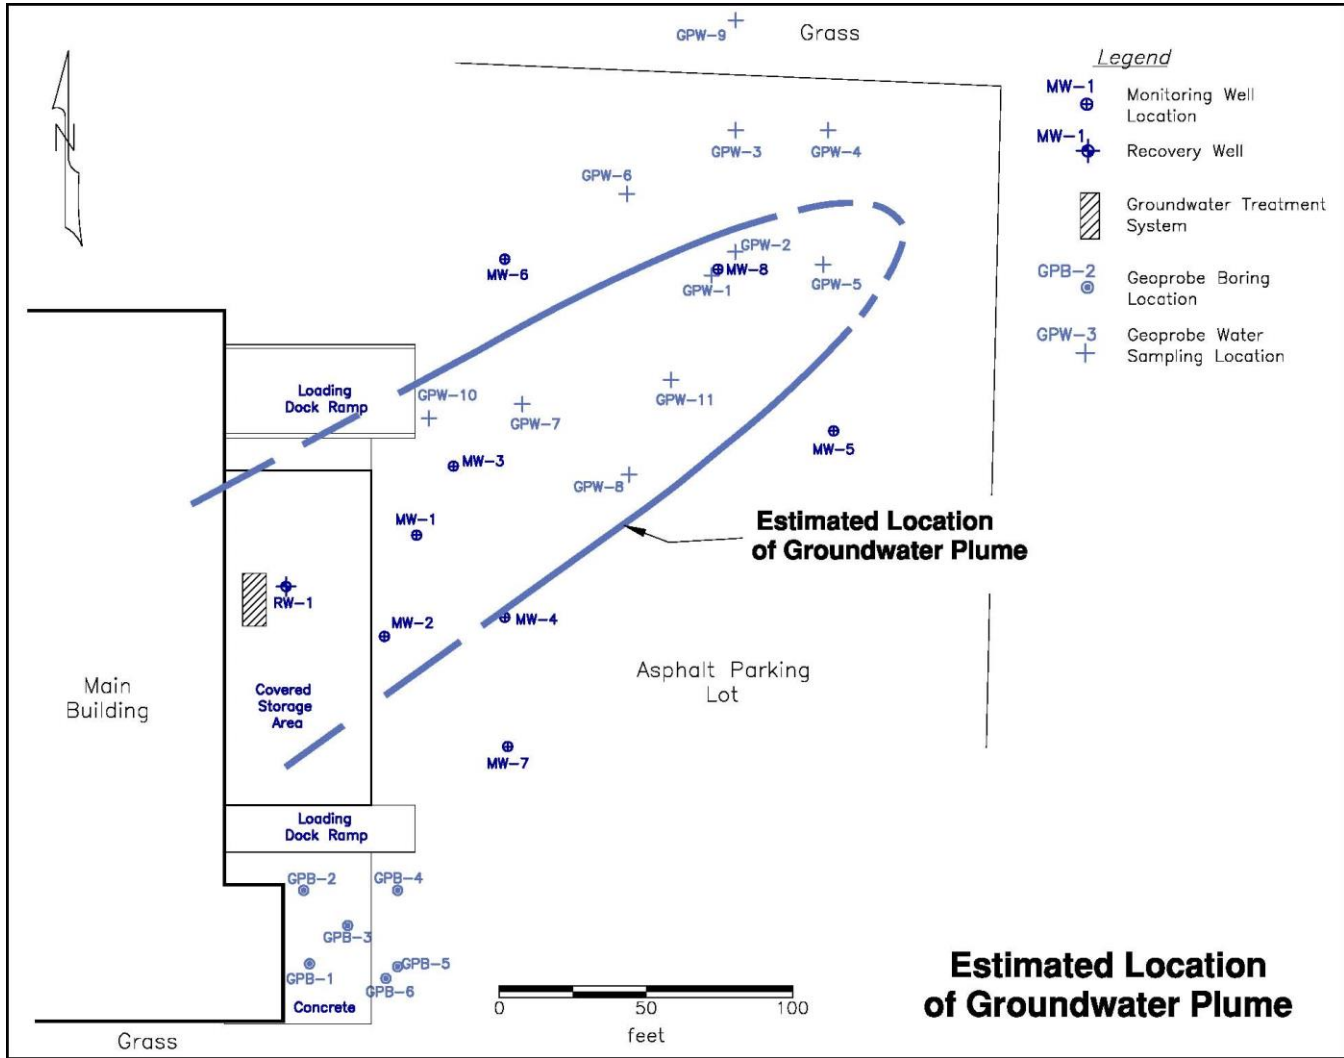 GPW-9
Grass
Legend
MW-1
Monitoring Well
Location
MW-1
Recovery Well
Groundwater Treatment
System
GPB-2
Geoprobe Boring
Location
GPW-3
Geoprobe Water
Sampling Location
N
GPW-3
GPW-4
GPW-6
GPW-2
MW-6
MW-8
GPW-1
GPW-5
Loading
Dock Ramp
GPW-10
GPW-7
GPW-11
MW-3
MW-5
GPW-8
MW-1
Estimated Location
of Groundwater Plume
RW-1
MW-2
MW-4
Main
Building
Covered
Storage
Area
Asphalt Parking
Lot
MW-7
Loading
Dock Ramp
GPB-2
GPB-4
GPB-3
GPB-1
GPB-5
GPB-6
Concrete
Grass
0
50
100
feet
Estimated Location
of Groundwater Plume